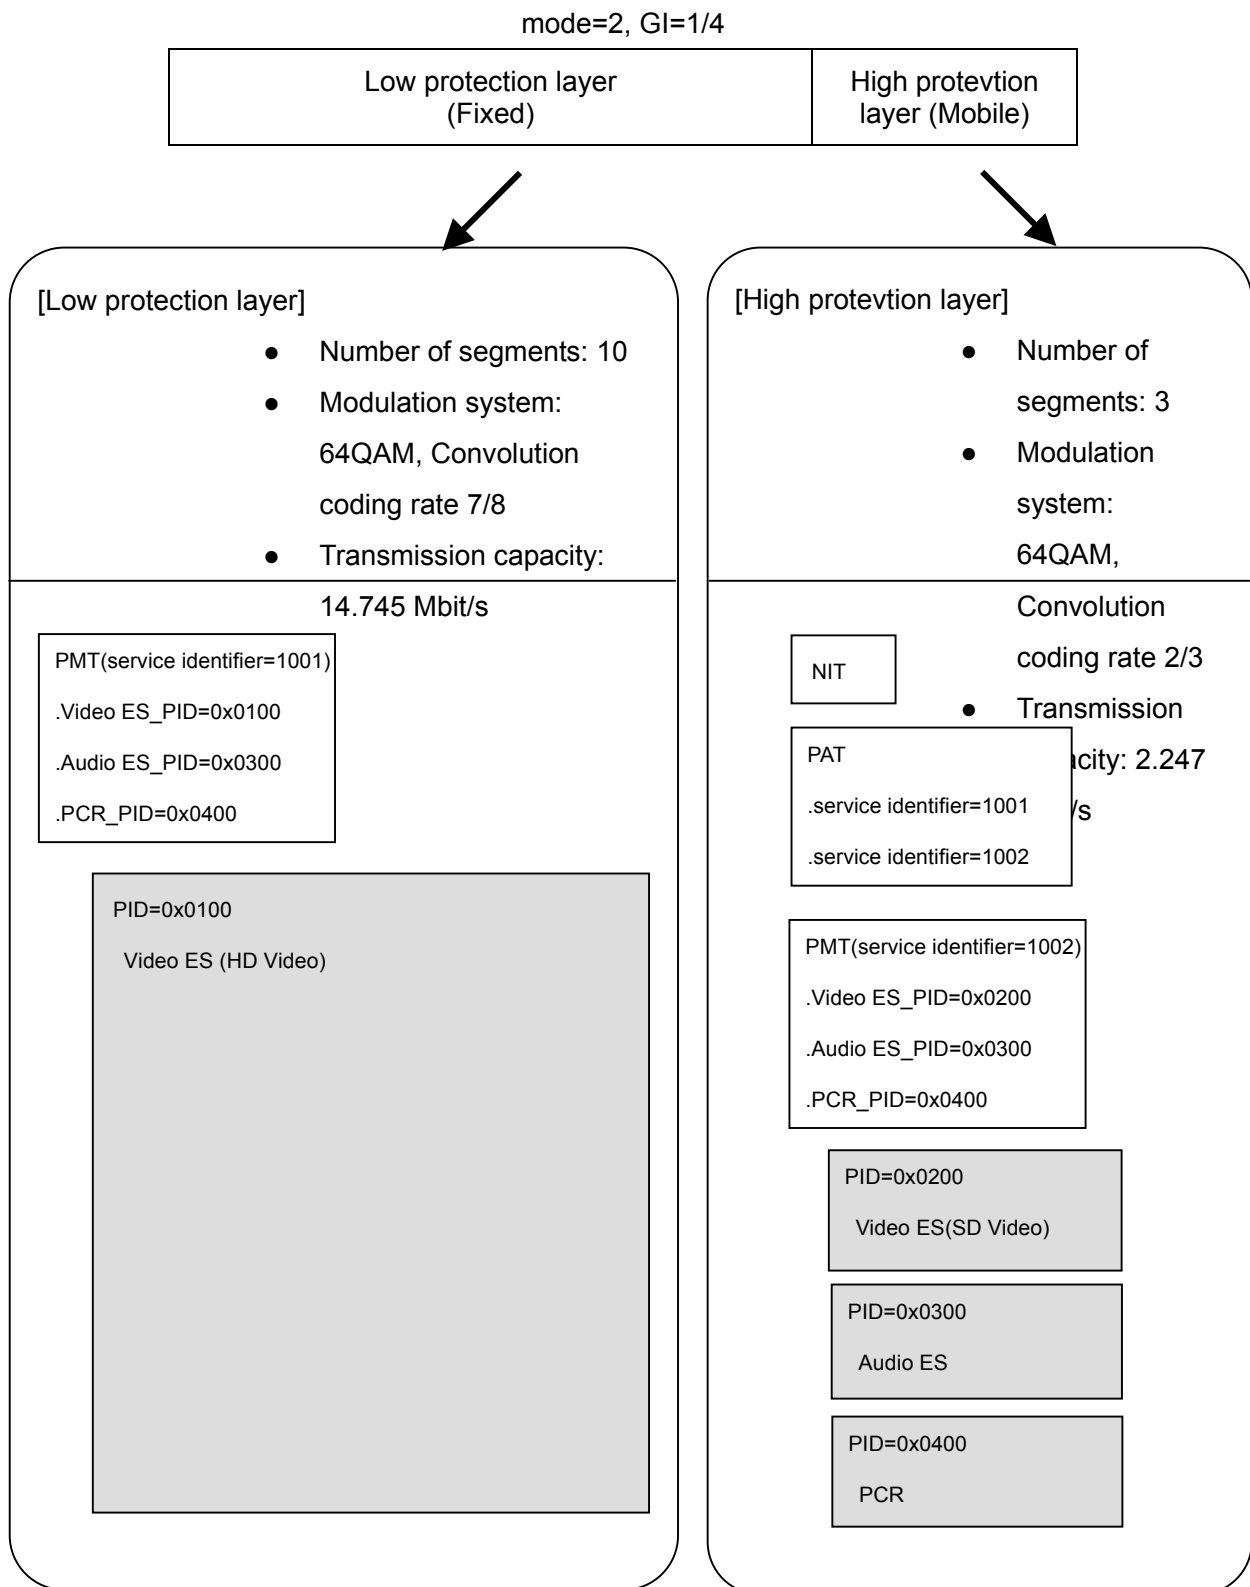 mode=2, GI=1/4
Low protection layer
(Fixed)
High protevtion
layer (Mobile)
[Low protection layer]
● Number of segments: 10
● Modulation system:
64QAM, Convolution
coding rate 7/8
● Transmission capacity:
14.745 Mbit/s
PMT(service identifier=1001)
.Video ES_PID=0x0100
.Audio ES_PID=0x0300
.PCR_PID=0x0400
PID=0x0100
Video ES (HD Video)
[High protevtion layer]
● Number of
segments: 3
● Modulation
system:
64QAM,
Convolution
coding rate 2/3
● Transmission
acity: 2.247
/s
NIT
PAT
.service identifier=1001
.service identifier=1002
PMT(service identifier=1002)
.Video ES_PID=0x0200
.Audio ES_PID=0x0300
.PCR_PID=0x0400
PID=0x0200
Video ES(SD Video)
PID=0x0300
Audio ES
PID=0x0400
PCR